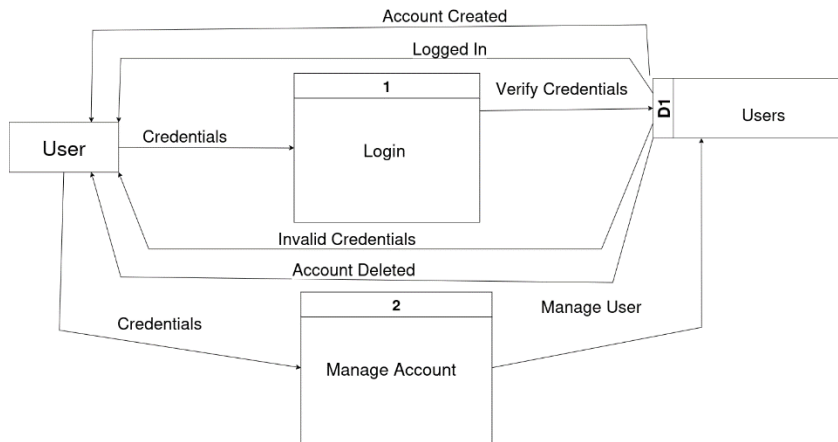 Account Created
Logged In
1
Verify Credentials
D1
Users
User
Credentials
Login
Invalid Credentials
Account Deleted
2
Manage User
Credentials
Manage Account